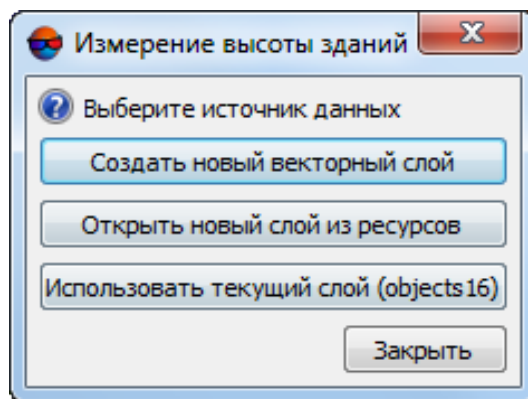 Измерение высоты зданий
Выберите источник данных
Создать новый векторный слой
Открыть новый слой из ресурсов
Использовать текущий слой (objects16)
Закрыть